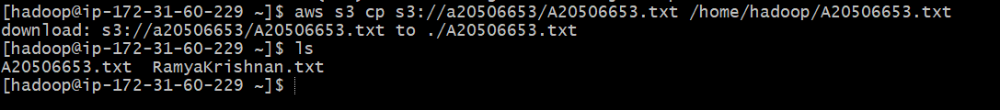 [hadoop@ip-172-31-60-229 ~]$ aws s3 cp s3://a20506653/A20506653.txt /home/hadoop/A20506653.txt
download: s3://a20506653/A20506653.txt to ./A20506653.txt
[hadoop@ip-172-31-60-229 ~]$ ls
A20506653.txt  RamyaKrishnan.txt
[hadoop@ip-172-31-60-229 ~]$